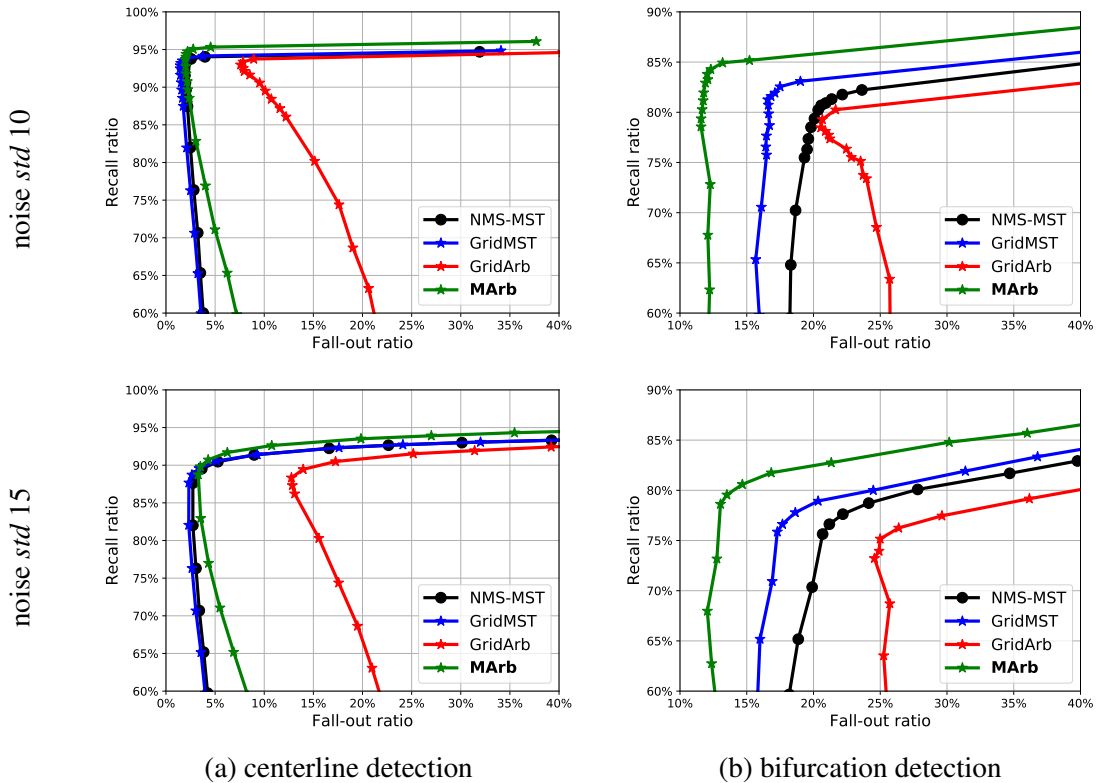 noise std 10
100%
95%
90%
85%
80%
75%
70%
65%
60%
Recall ratio
0% 5% 10% 15% 20% 25% 30% 35% 40%
Fall-out ratio
NMS-MST
GridMST
GridArb
MArb
90%
85%
80%
75%
70%
65%
60%
Recall ratio
10% 15% 20% 25% 30% 35% 40%
Fall-out ratio
NMS-MST
GridMST
GridArb
MArb
noise std 15
100%
95%
90%
85%
80%
75%
70%
65%
60%
Recall ratio
0% 5% 10% 15% 20% 25% 30% 35% 40%
Fall-out ratio
NMS-MST
GridMST
GridArb
MArb
90%
85%
80%
75%
70%
65%
60%
Recall ratio
10% 15% 20% 25% 30% 35% 40%
Fall-out ratio
NMS-MST
GridMST
GridArb
MArb
(a) centerline detection
(b) bifurcation detection